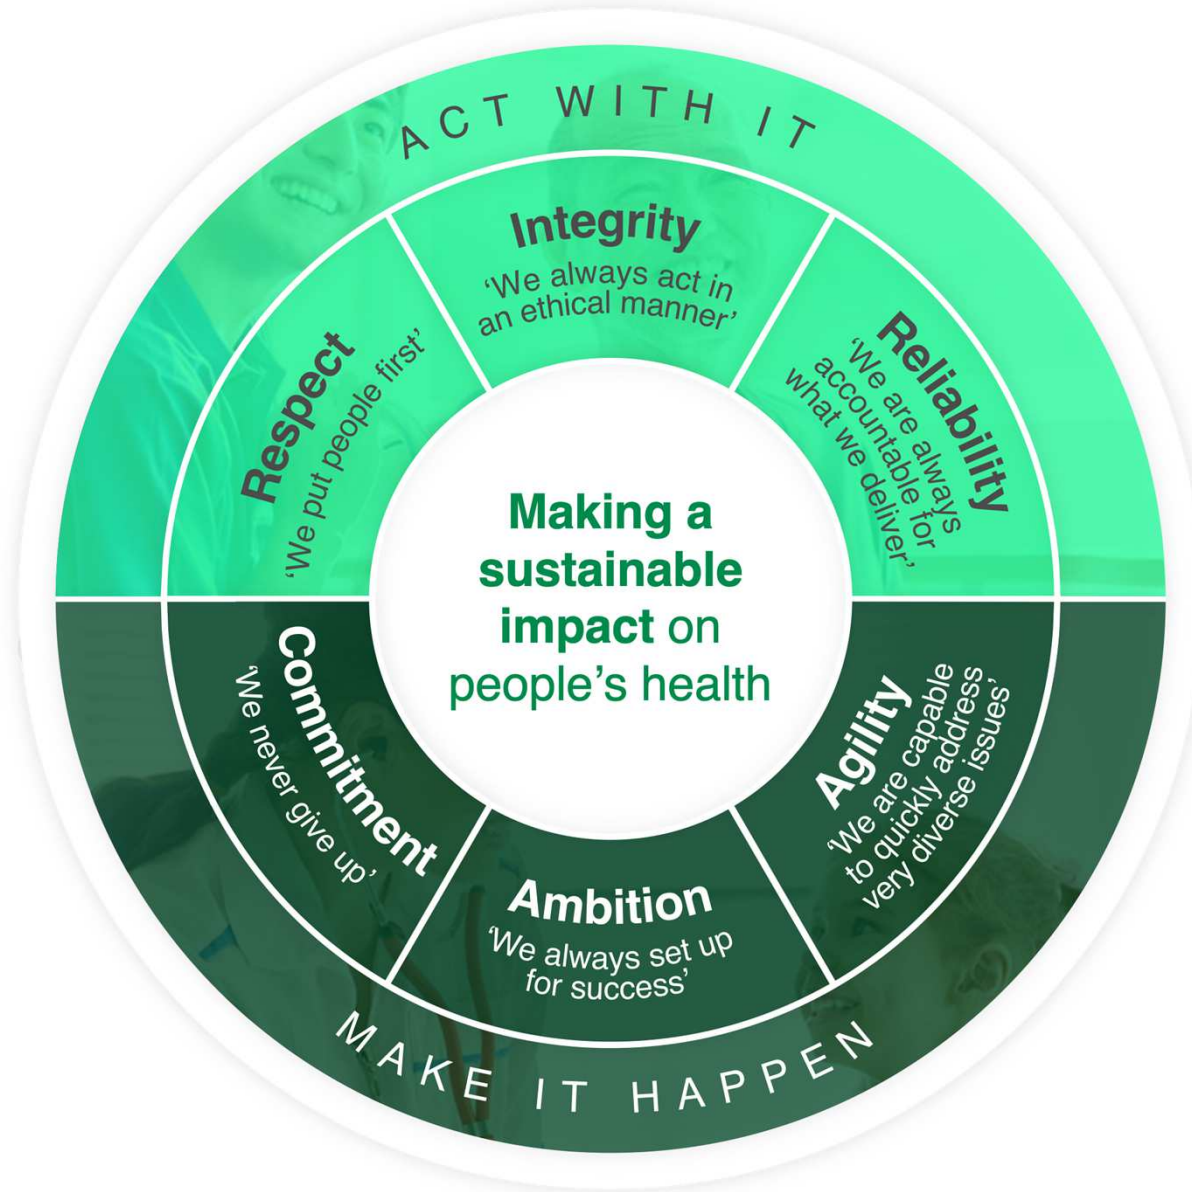 ACT WITH IT
Integrity
‘We always act in
an ethical manner’
Respect
‘We put people first’
Reliability
‘We are always
accountable for
what we deliver’
Making a
sustainable
impact on
people’s health
Commitment
‘We never give up’
Agility
‘We are capable
to quickly address
very diverse issues’
Ambition
‘We always set up
for success’
MAKE IT HAPPEN